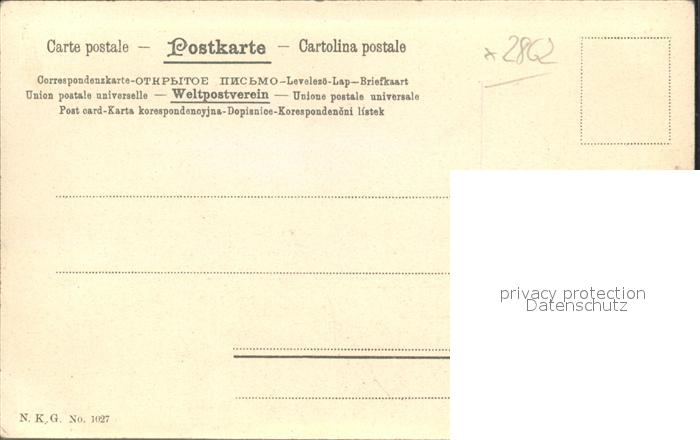 Carte postale — Postkarte — Cartolina postale
* 2862
Correspondenzkarte-ОТКРЫТОЕ ПИСЬМО-Levelező-Lap-Briefkaart
Union postale universelle — Weltpostverein — Unione postale universale
Post card-Karta korespondencyjna-Dopisnice-Korespondenční lístek
privacy protection
Datenschutz
N. K. G. No. 1027